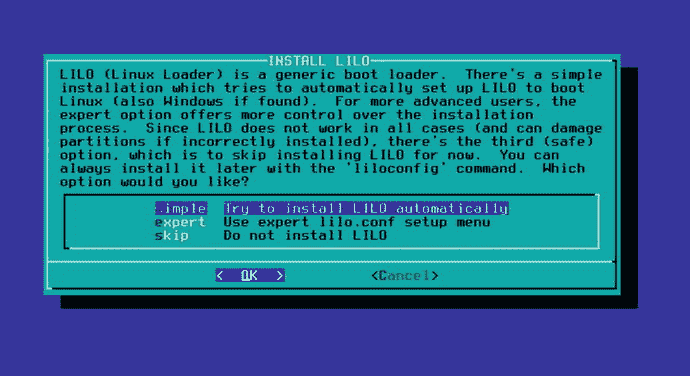 INSTALL LILO
LILO (Linux Loader) is a generic boot loader.  There's a simple
installation which tries to automatically set up LILO to boot
Linux (also Windows if found).  For more advanced users, the
expert option offers more control over the installation
process.  Since LILO does not work in all cases (and can damage
partitions if incorrectly installed), there's the third (safe)
option, which is to skip installing LILO for now.  You can
always install it later with the 'liloconfig' command.  Which
option would you like?
simple  Try to install LILO automatically
expert  Use expert lilo.conf setup menu
skip    Do not install LILO
<  OK  >    <Cancel>